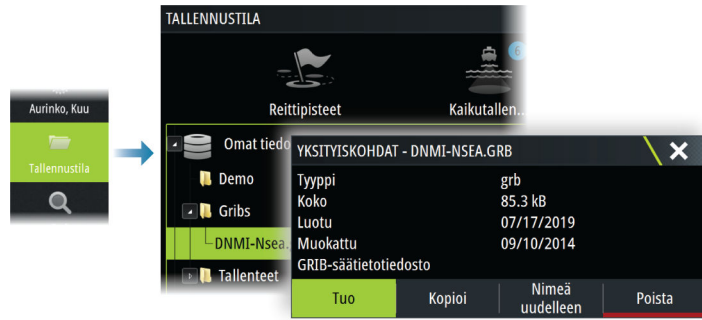 TALLENNUSTILA
6
Reittipisteet
Kaikutallen..
Aurinko, Kuu
Tallennustila
Omat tiedo
Demo
Gribs
DNMI-Nsea.
Tallenteet
YKSITYISKOHDAT - DNMI-NSEA.GRB
Tyyppi grb
Koko 85.3 kB
Luotu 07/17/2019
Muokattu 09/10/2014
GRIB-säätietotiedosto
Tuo
Kopioi
Nimeä
uudelleen
Poista